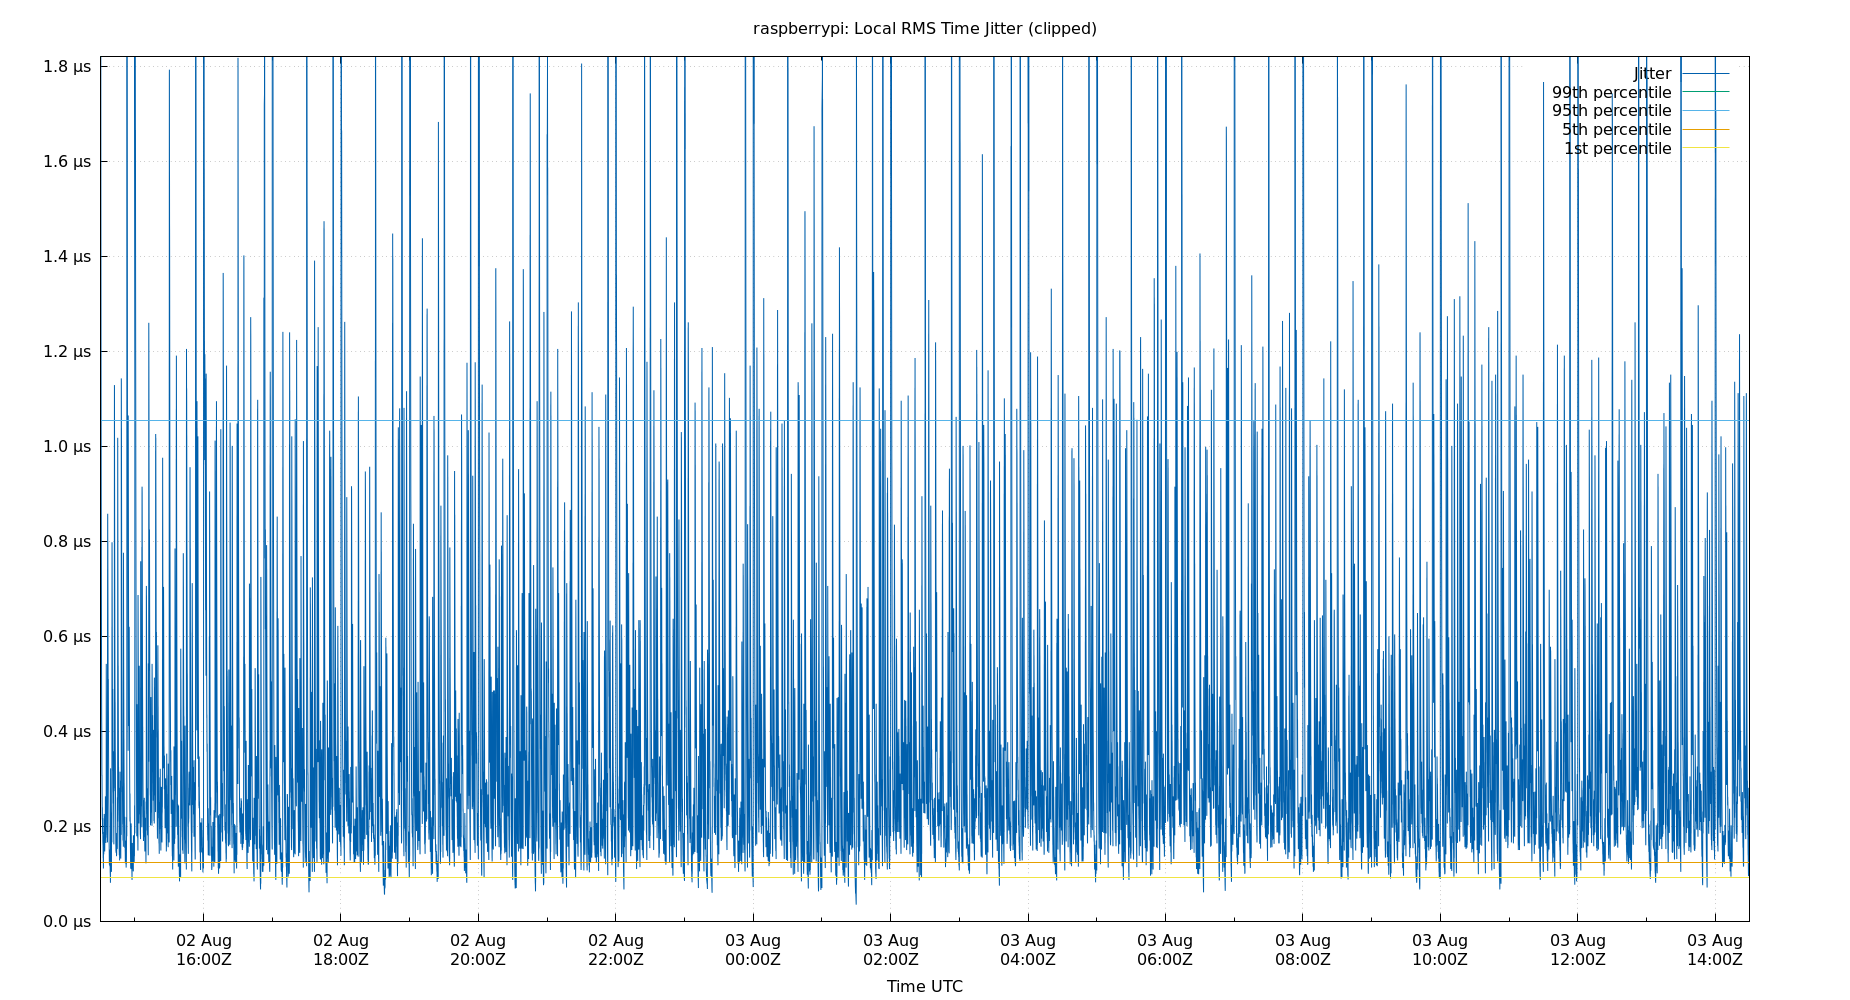 raspberrypi: Local RMS Time Jitter (clipped)
1.8 µs
1.6 µs
1.4 µs
1.2 µs
1.0 µs
0.8 µs
0.6 µs
0.4 µs
0.2 µs
0.0 µs
Jitter
99th percentile
95th percentile
5th percentile
1st percentile
02 Aug 02 Aug 02 Aug 02 Aug 03 Aug 03 Aug 03 Aug 03 Aug 03 Aug 03 Aug 03 Aug 03 Aug
16:00Z 18:00Z 20:00Z 22:00Z 00:00Z 02:00Z 04:00Z 06:00Z 08:00Z 10:00Z 12:00Z 14:00Z
Time UTC